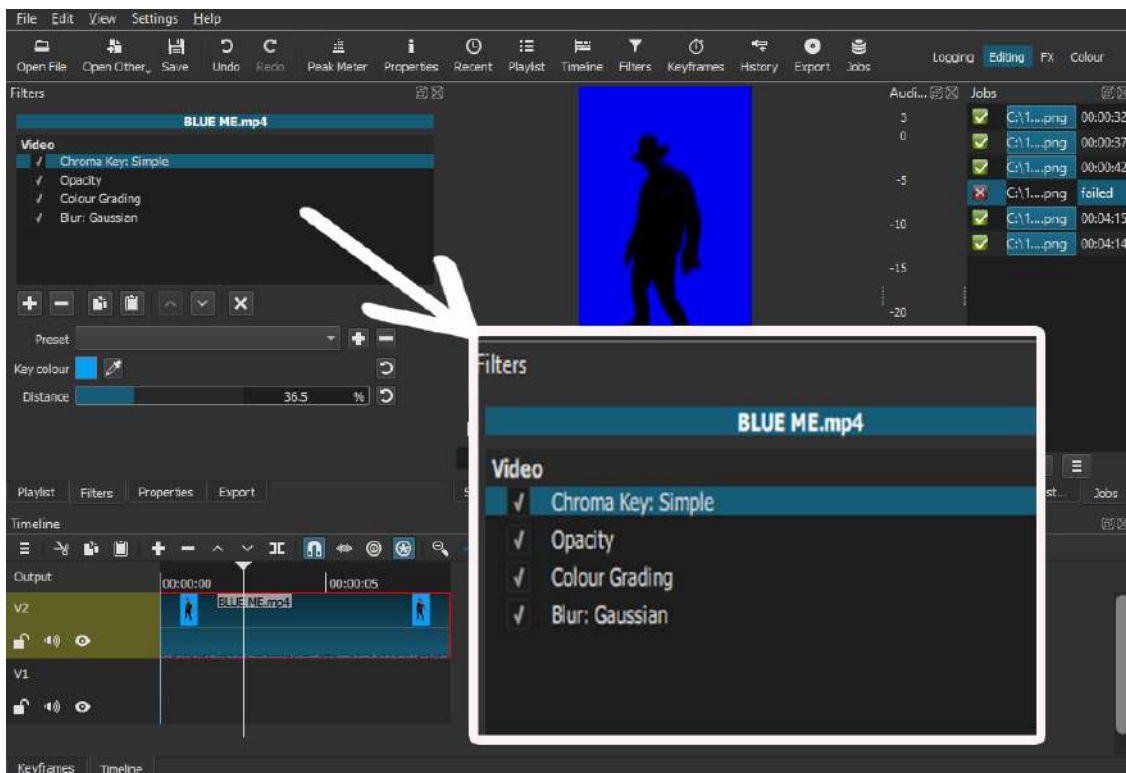 File Edit View Settings Help
Open File Open Other Save Undo Redo Peak Meter Properties Recent Playlist Timeline Filters Keyframes History Export Jobs
Logging Editing FX Colour
Filters
Audi... Jobs
BLUE ME.mp4
Video
Chroma Key: Simple
Opacity
Colour Grading
Blur: Gaussian
3
0
-5
-10
-15
-20
C:\1....png 00:00:32
C:\1....png 00:00:37
C:\1....png 00:00:42
C:\1....png failed
C:\1....png 00:04:15
C:\1....png 00:04:14
Preset
Key colour
Distance 36.5 %
Filters
BLUE ME.mp4
Video
Chroma Key: Simple
Opacity
Colour Grading
Blur: Gaussian
Playlist Filters Properties Export
st... Jobs
Timeline
Output 00:00:00 00:00:05
V2 BLUE ME.mp4
V1
Keyframes Timeline